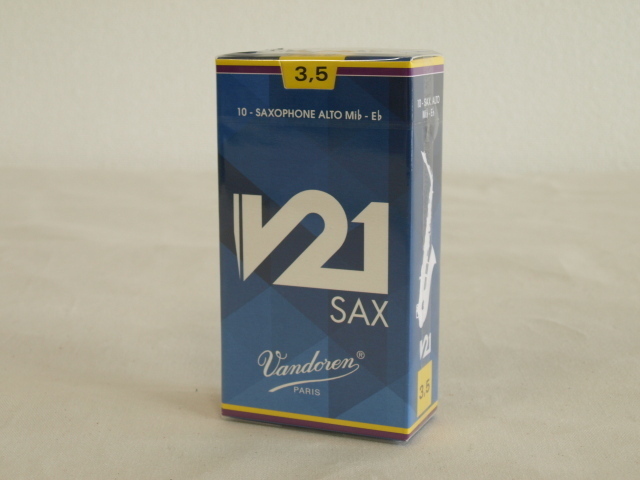 3,5
10 - SAXOPHONE ALTO Mi♭ - E♭
V21
SAX
Vandoren®
PARIS
10 - SAX ALTO
Mi♭ - E♭
V21
3,5